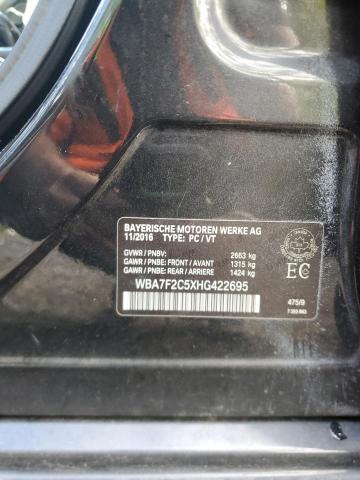 BAYERISCHE MOTOREN WERKE AG
11/2016 TYPE: PC / VT
GVWR / PNBV: 2663 kg
GAWR / PNBE: FRONT / AVANT 1315 kg
GAWR / PNBE: REAR / ARRIERE 1424 kg
WBA7F2C5XHG422695
EC
475/9